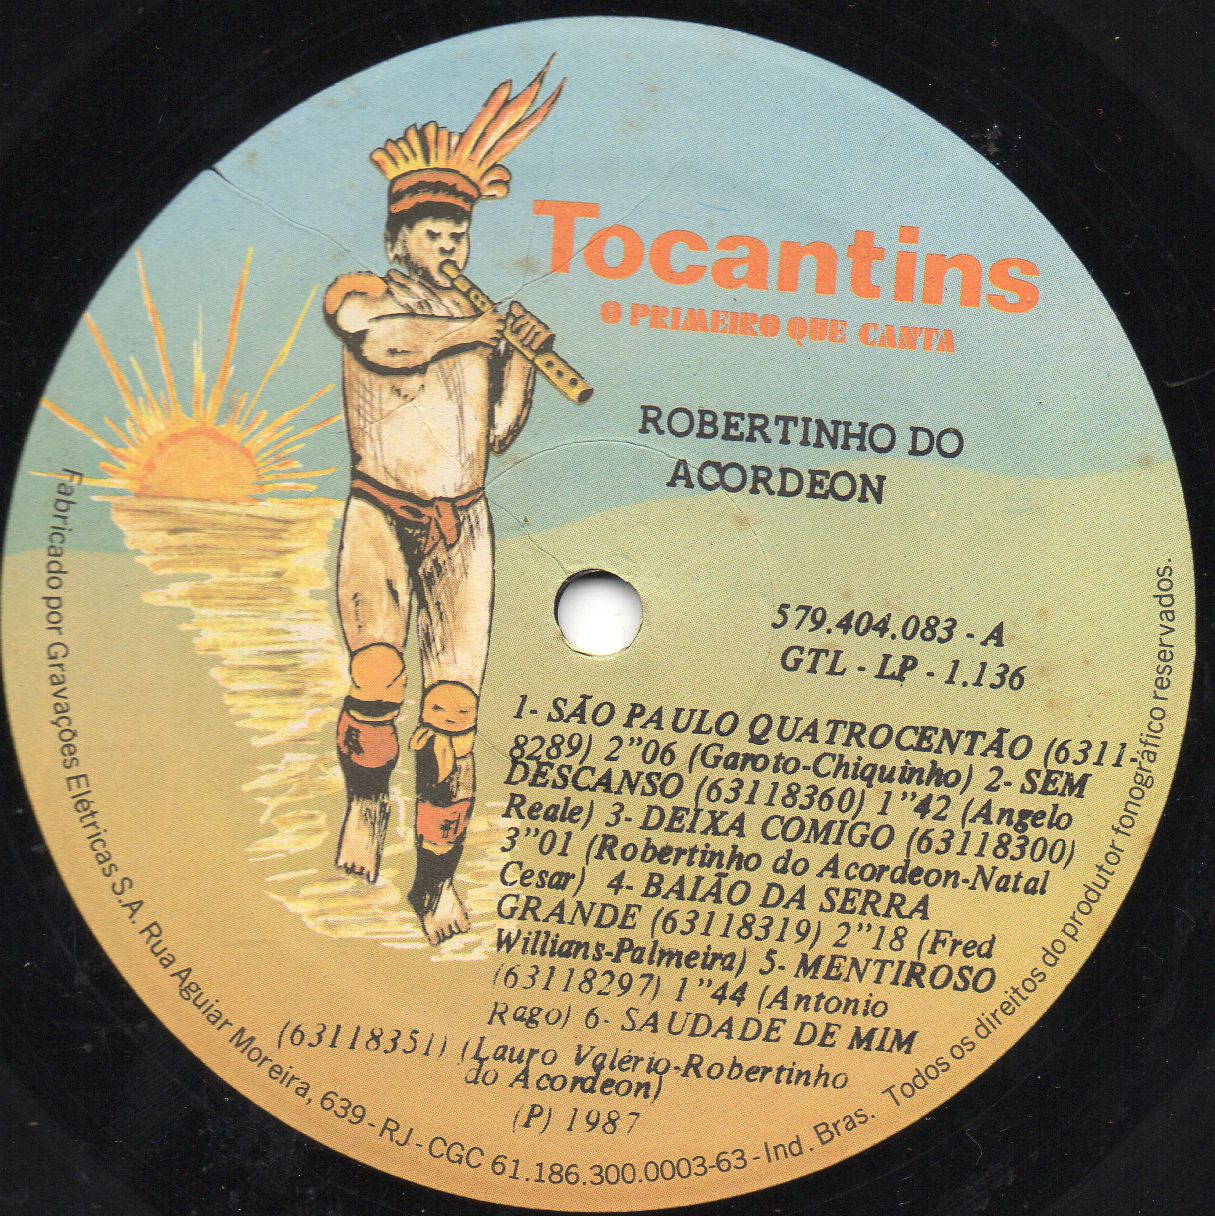 Tocantins
O PRIMEIRO QUE CANTA
ROBERTINHO DO
ACORDEON
579.404.083 - A
GTL - LP - 1.136
1- SÃO PAULO QUATROCENTÃO (6311-
8289) 2"06 (Garoto-Chiquinho) 2- SEM
DESCANSO (63118360) 1"42 (Angelo
Reale) 3- DEIXA COMIGO (63118300)
3"01 (Robertinho do Acordeon-Natal
Cesar) 4- BAIÃO DA SERRA
GRANDE (63118319) 2"18 (Fred
Willians-Palmeira) 5- MENTIROSO
(63118297) 1"44 (Antonio
Rago) 6- SAUDADE DE MIM
(63118351) (Lauro Valério-Robertinho
do Acordeon)
(P) 1987
Fabricado por Gravações Elétricas S.A. Rua Aguiar Moreira, 639 - RJ - CGC 61.186.300.0003-63 - Ind. Bras. Todos os direitos do produtor fonográfico reservados.